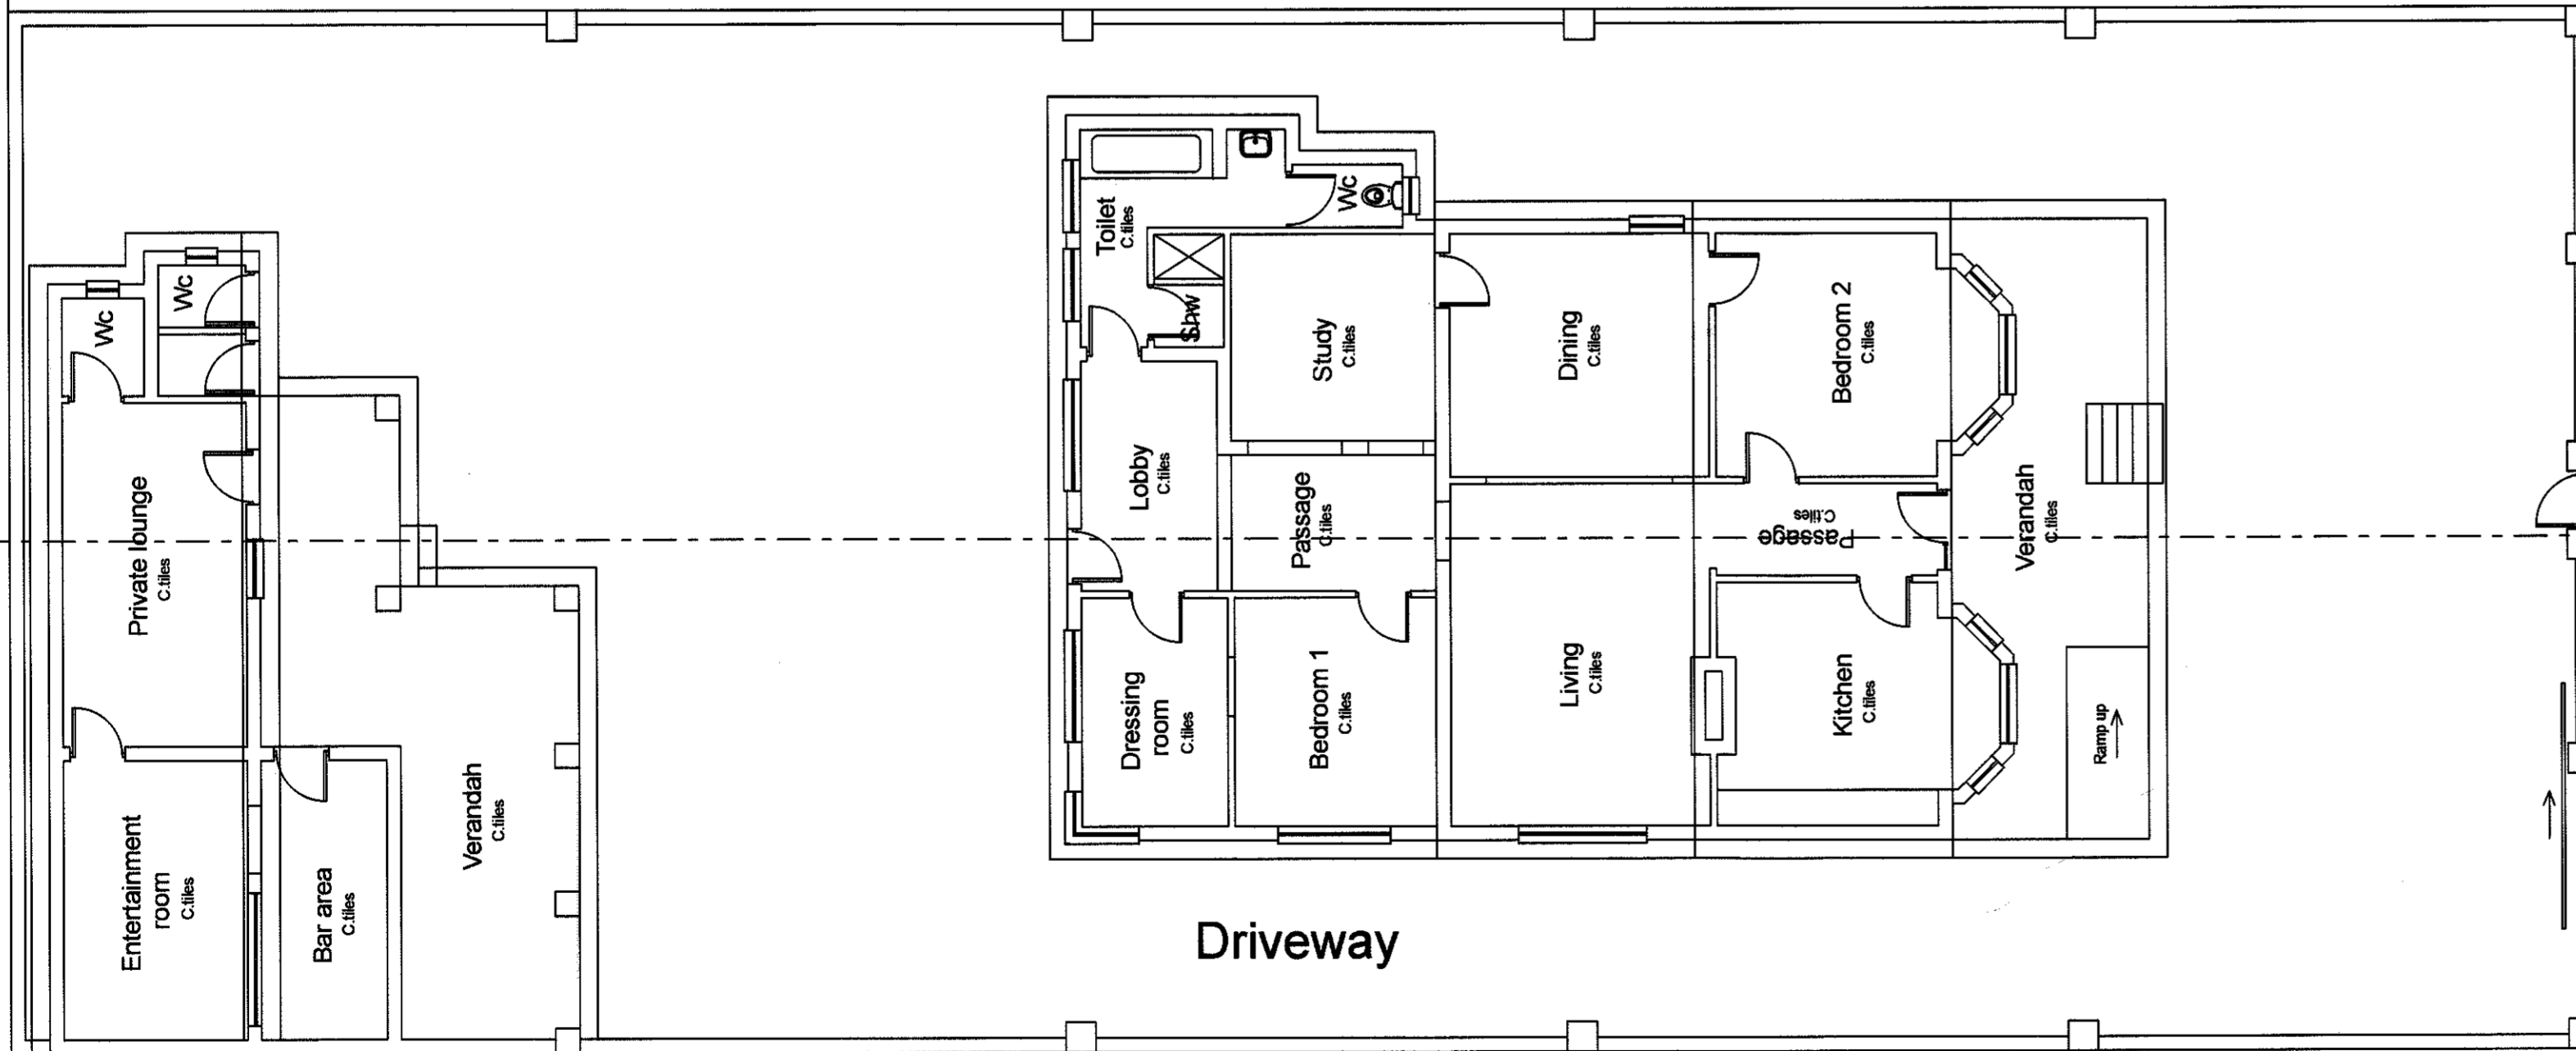 Wc
Wc
Private lounge
C.tiles
Entertainment
room
C.tiles
Bar area
C.tiles
Verandah
C.tiles
Toilet
C.tiles
Wc
Shw
Lobby
C.tiles
Study
C.tiles
Passage
C.tiles
Dressing
room
C.tiles
Bedroom 1
C.tiles
Dining
C.tiles
Living
C.tiles
Bedroom 2
C.tiles
Passage
C.tiles
Kitchen
C.tiles
Verandah
C.tiles
Ramp up
Driveway